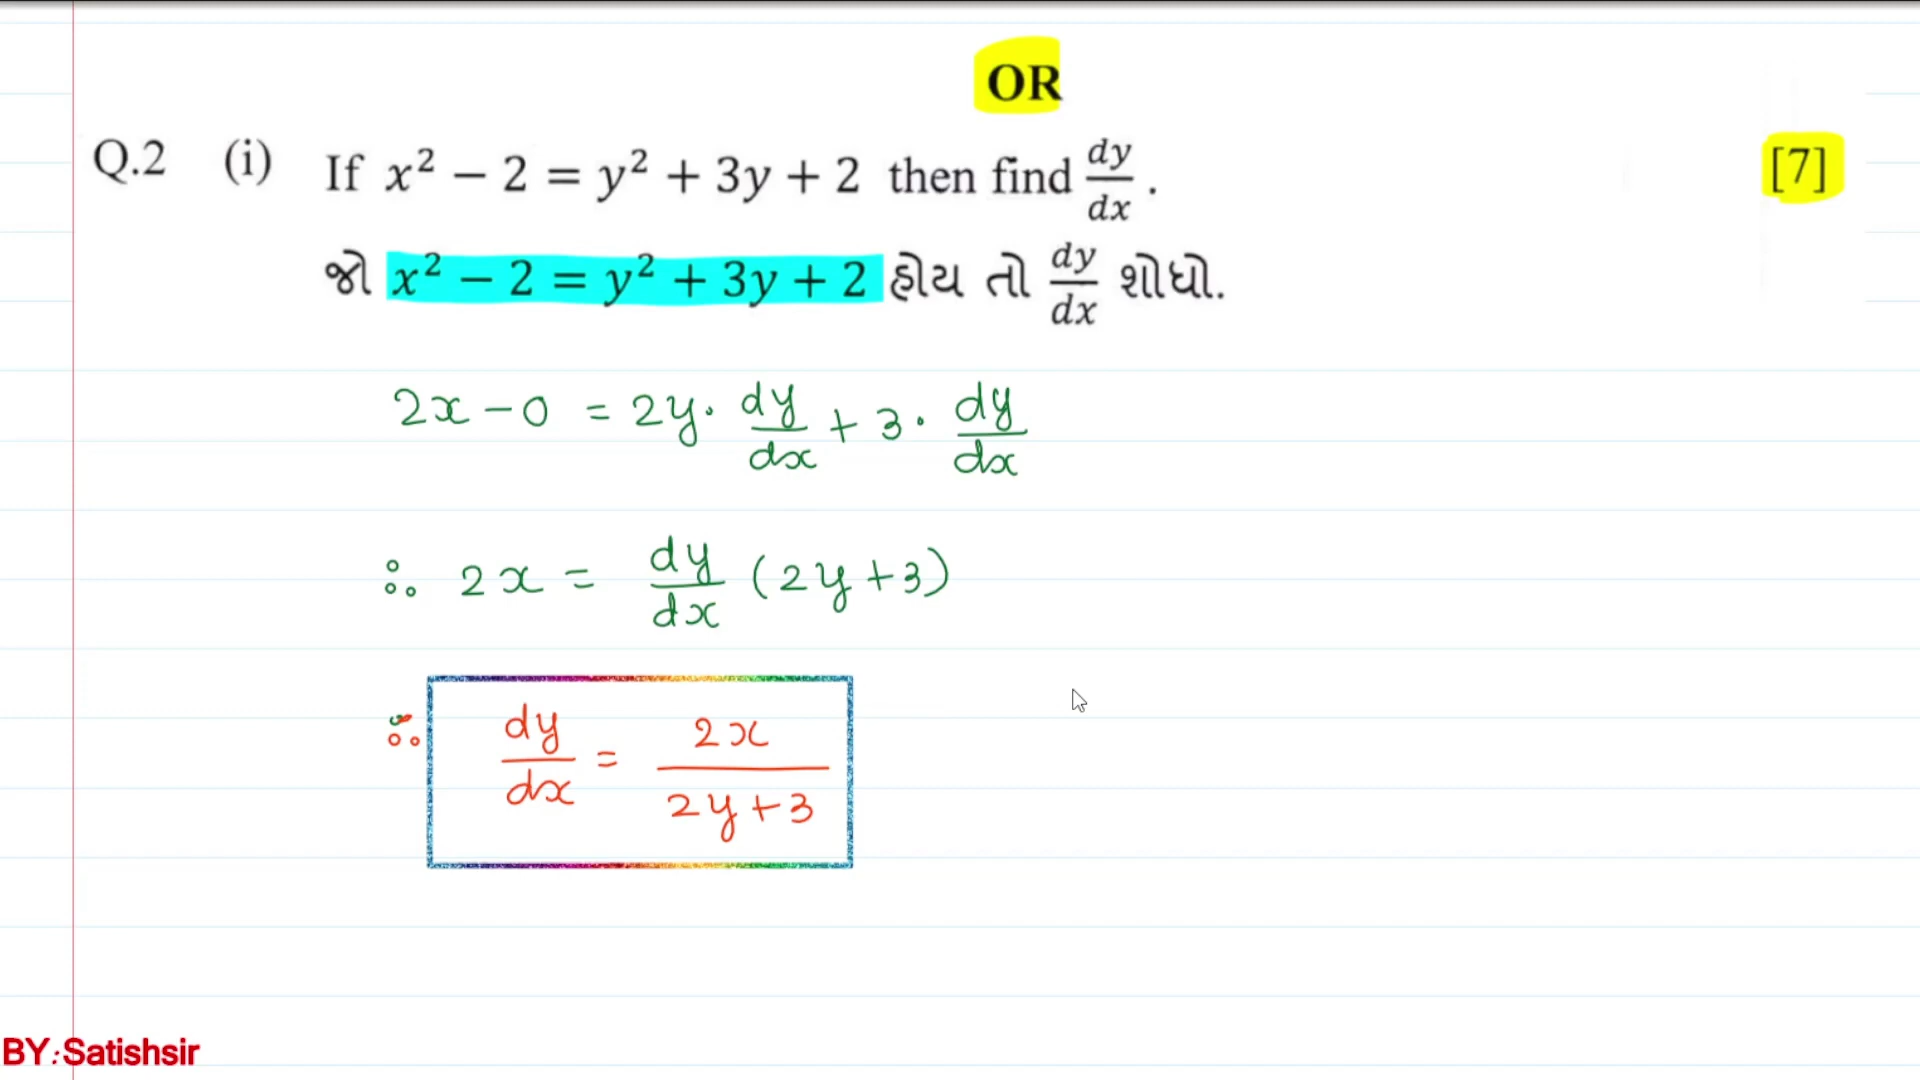 OR
Q.2 (i) If x² − 2 = y² + 3y + 2 then find dy/dx . [7]
જો x² − 2 = y² + 3y + 2 હોય તો dy/dx શોધો.
2x − 0 = 2y · dy/dx + 3 · dy/dx
∴ 2x = dy/dx (2y + 3)
∴ dy/dx = 2x/(2y + 3)
BY:Satishsir